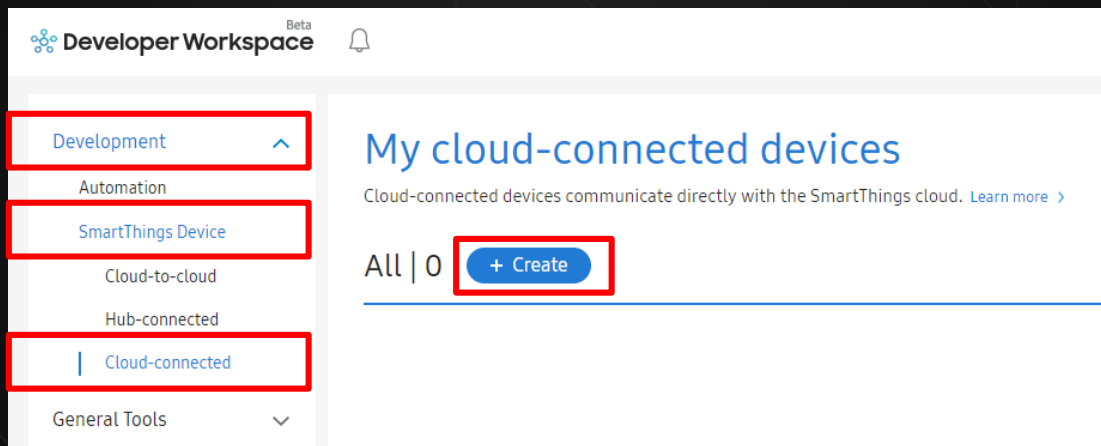 Beta
Developer Workspace
Development
Automation
SmartThings Device
Cloud-to-cloud
Hub-connected
Cloud-connected
General Tools
My cloud-connected devices
Cloud-connected devices communicate directly with the SmartThings cloud. Learn more >
All | 0 + Create